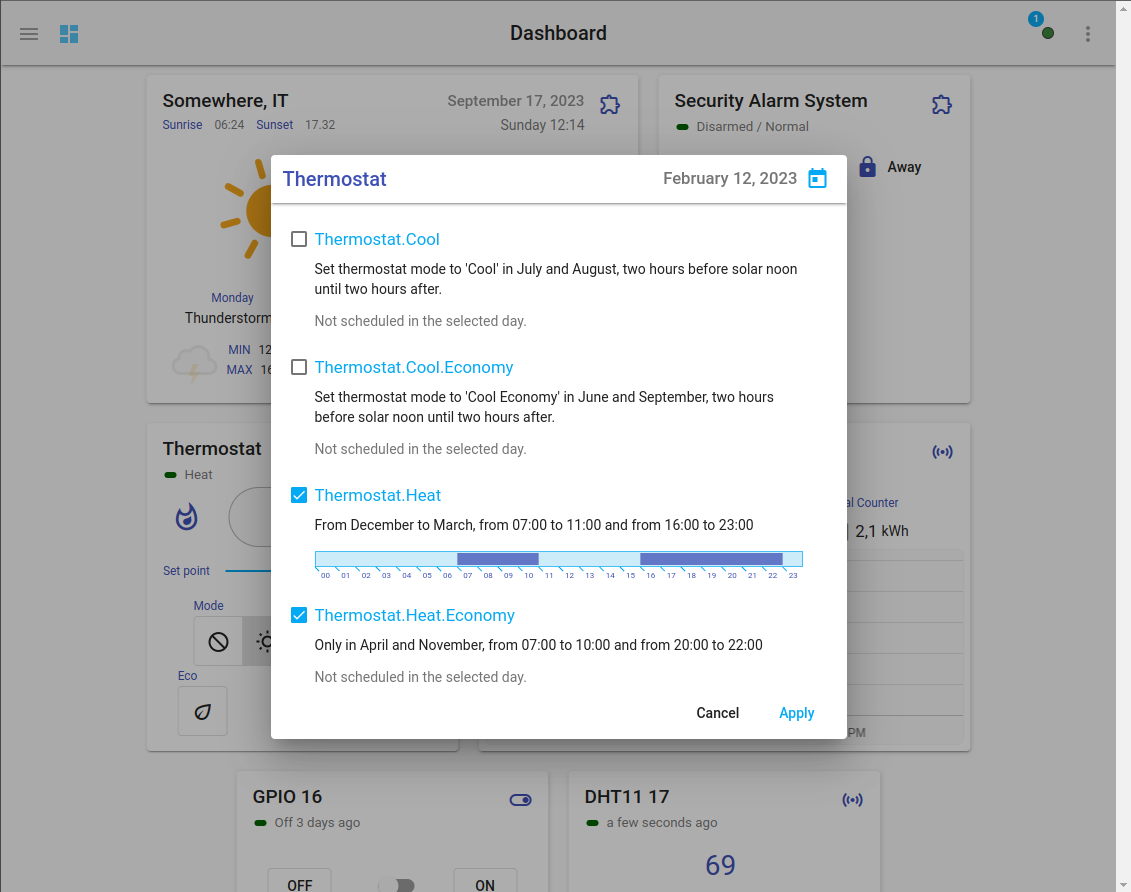 Dashboard
1
Somewhere, IT
September 17, 2023
Sunrise 06:24 Sunset 17.32
Sunday 12:14
Security Alarm System
Disarmed / Normal
Away
Monday
Thunderstorm
MIN 12
MAX 16
Thermostat
February 12, 2023
Thermostat.Cool
Set thermostat mode to 'Cool' in July and August, two hours before solar noon
until two hours after.
Not scheduled in the selected day.
Thermostat.Cool.Economy
Set thermostat mode to 'Cool Economy' in June and September, two hours
before solar noon until two hours after.
Not scheduled in the selected day.
Thermostat.Heat
From December to March, from 07:00 to 11:00 and from 16:00 to 23:00
00 01 02 03 04 05 06 07 08 09 10 11 12 13 14 15 16 17 18 19 20 21 22 23
Thermostat.Heat.Economy
Only in April and November, from 07:00 to 10:00 and from 20:00 to 22:00
Not scheduled in the selected day.
Cancel
Apply
Thermostat
Heat
Set point
Mode
Eco
al Counter
2,1 kWh
PM
GPIO 16
Off 3 days ago
OFF
ON
DHT11 17
a few seconds ago
69